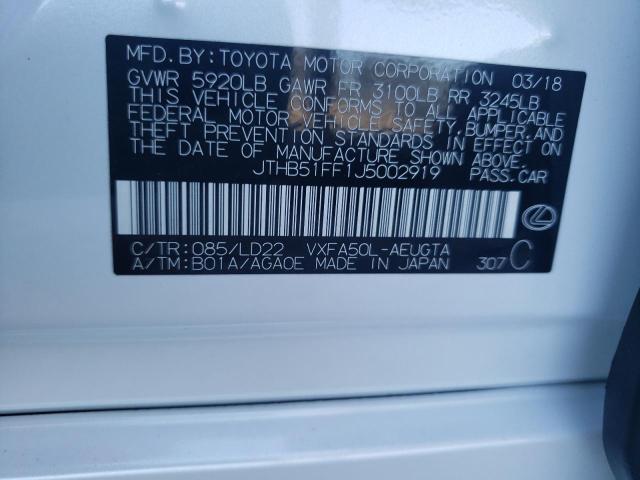 MFD.BY: TOYOTA MOTOR CORPORATION 03/18
GVWR 5920LB GAWR FR 3100LB RR 3245LB
THIS VEHICLE CONFORMS TO ALL APPLICABLE
FEDERAL MOTOR VEHICLE SAFETY, BUMPER, AND
THEFT PREVENTION STANDARDS IN EFFECT ON
THE DATE OF MANUFACTURE SHOWN ABOVE.
JTHB51FF1J5002919 PASS.CAR
C/TR: 085/LD22 VXFA50L-AEUGTA
A/TM: B01A/AGA0E MADE IN JAPAN 307 C